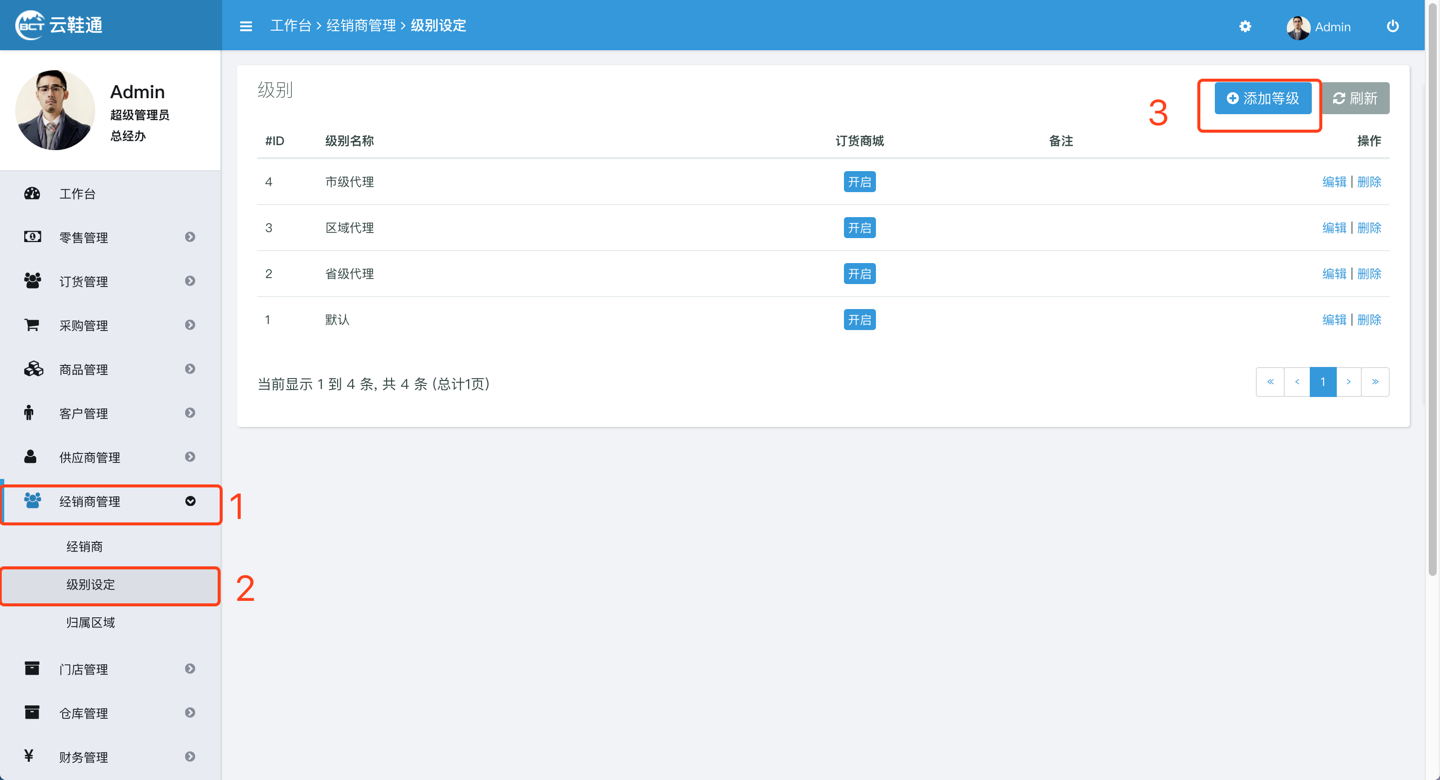 BCT 云鞋通
工作台 > 经销商管理 > 级别设定
Admin
Admin
超级管理员
总经办
工作台
零售管理
订货管理
采购管理
商品管理
客户管理
供应商管理
经销商管理
1
经销商
级别设定
2
归属区域
门店管理
仓库管理
¥ 财务管理
级别
3
添加等级
刷新
#ID 级别名称 订货商城 备注 操作
4 市级代理 开启 编辑 | 删除
3 区域代理 开启 编辑 | 删除
2 省级代理 开启 编辑 | 删除
1 默认 开启 编辑 | 删除
当前显示 1 到 4 条, 共 4 条 (总计1页)
« ‹ 1 › »